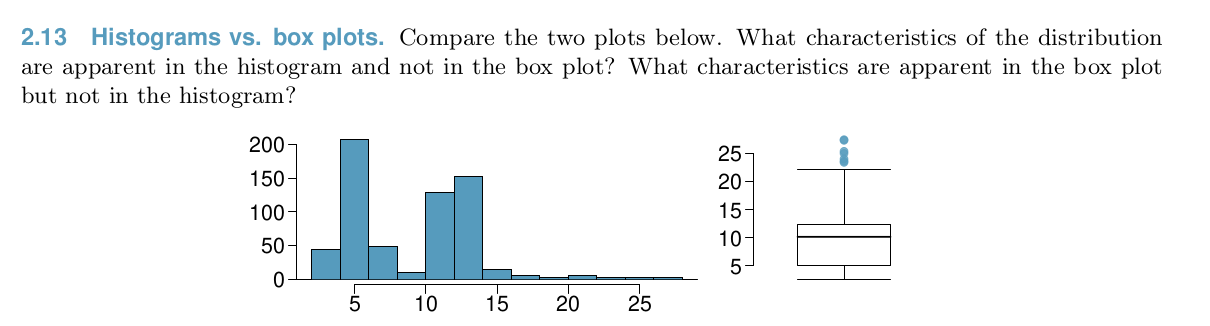 2.13 Histograms vs. box plots. Compare the two plots below. What characteristics of the distribution
are apparent in the histogram and not in the box plot? What characteristics are apparent in the box plot
but not in the histogram?
200
150
100
50
0
5 10 15 20 25
25
20
15
10
5